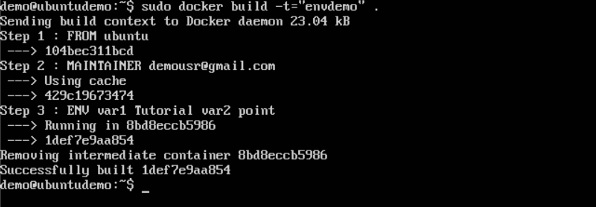 demo@ubuntudemo:~$ sudo docker build -t="envdemo" .
Sending build context to Docker daemon 23.04 kB
Step 1 : FROM ubuntu
 ---> 104bec311bcd
Step 2 : MAINTAINER demousr@gmail.com
 ---> Using cache
 ---> 429c19673474
Step 3 : ENV var1 Tutorial var2 point
 ---> Running in 8bd8eccb5986
 ---> 1def7e9aa854
Removing intermediate container 8bd8eccb5986
Successfully built 1def7e9aa854
demo@ubuntudemo:~$ _